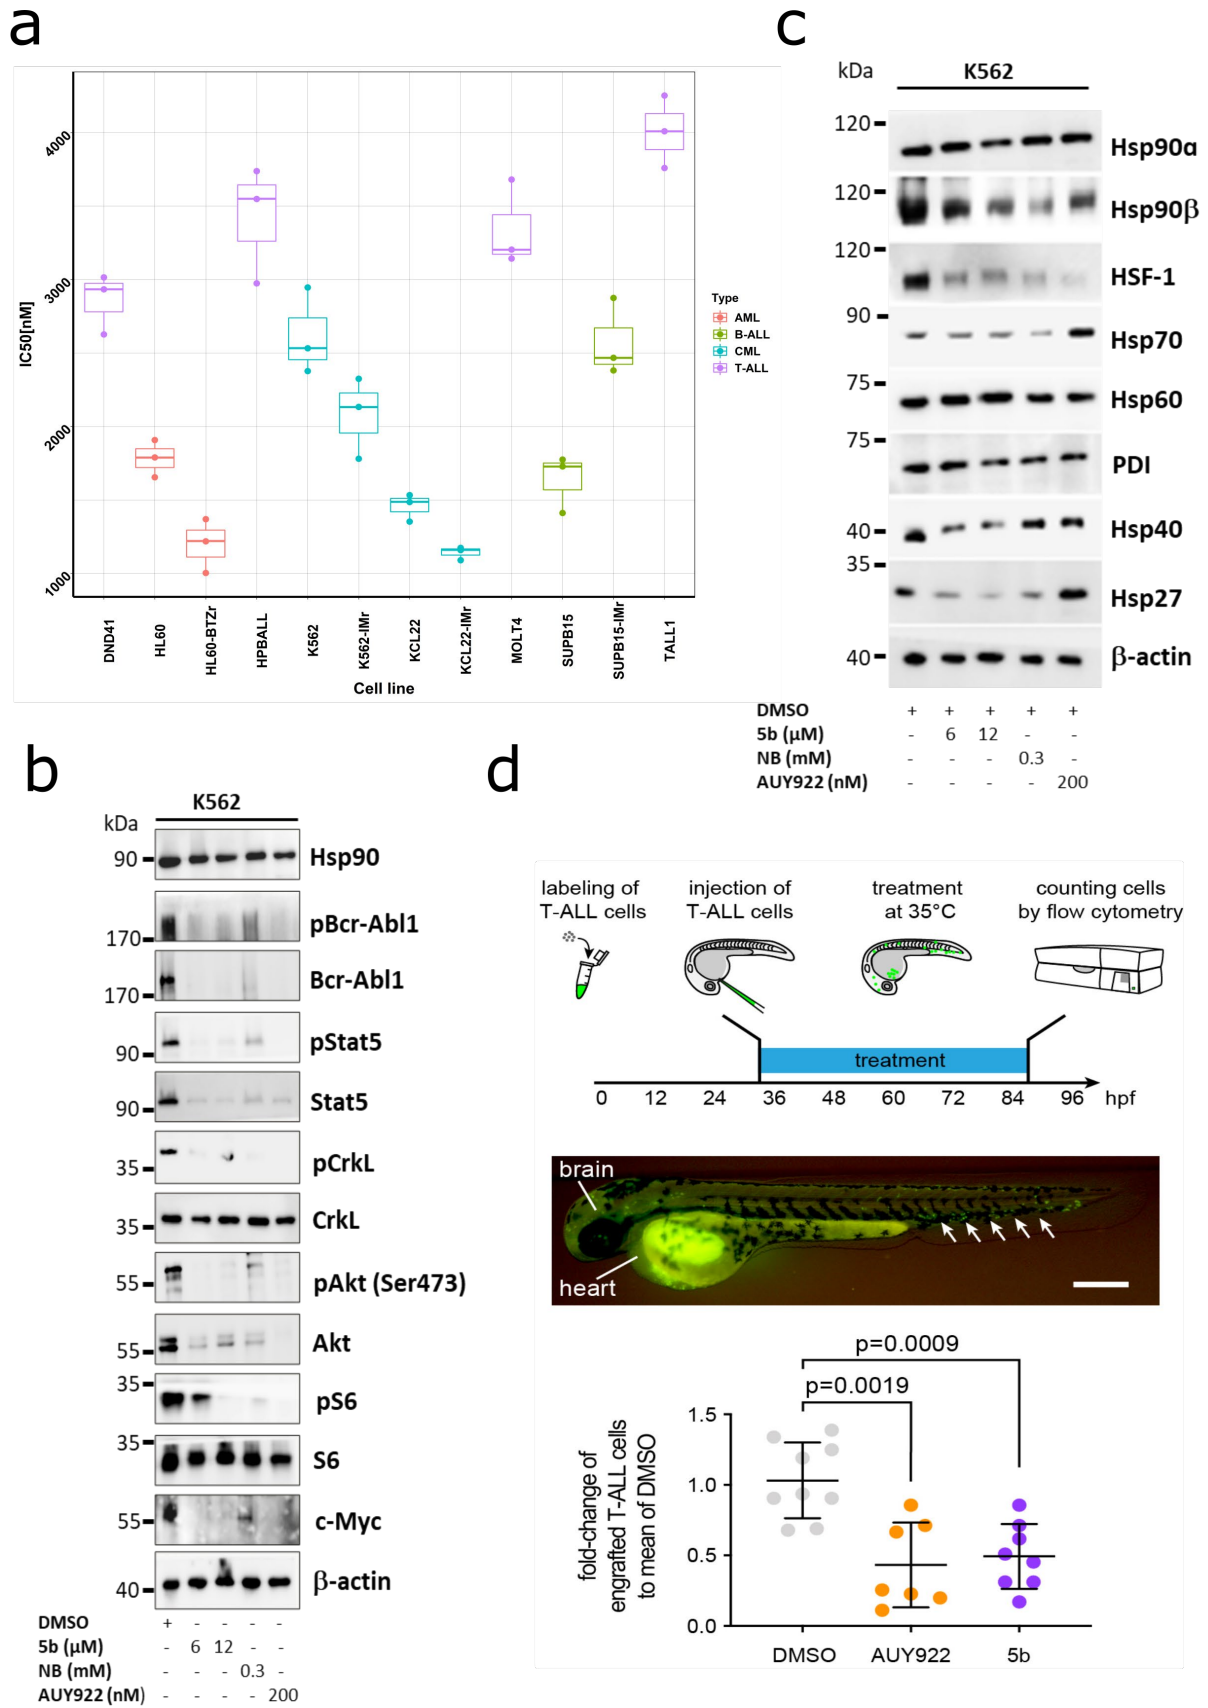 a
IC50[nM]
4000
3000
2000
1000
DND41
HL60
HL60-BTZr
HPBALL
K562
K562-IMr
KCL22
KCL22-IMr
MOLT4
SUPB15
SUPB15-IMr
TALL1
Cell line
Type
AML
B-ALL
CML
T-ALL
c
kDa
K562
120
Hsp90α
120
Hsp90β
120
HSF-1
90
Hsp70
75
Hsp60
75
PDI
40
Hsp40
35
Hsp27
40
β-actin
DMSO + + + + +
5b (μM) - 6 12 - -
NB (mM) - - - 0.3 -
AUY922 (nM) - - - - 200
b
K562
kDa
90 Hsp90
pBcr-Abl1
170
Bcr-Abl1
170
pStat5
90
Stat5
90
pCrkL
35
CrkL
35
pAkt (Ser473)
55
Akt
55
35
pS6
35
S6
c-Myc
55
β-actin
40
DMSO + - - - -
5b (μM) - 6 12 - -
NB (mM) - - - 0.3 -
AUY922 (nM) - - - - 200
d
labeling of
T-ALL cells
injection of
T-ALL cells
treatment
at 35°C
counting cells
by flow cytometry
treatment
0 12 24 36 48 60 72 84 96 hpf
brain
heart
p=0.0009
p=0.0019
fold-change of
engrafted T-ALL cells
to mean of DMSO
1.5
1.0
0.5
0.0
DMSO AUY922 5b